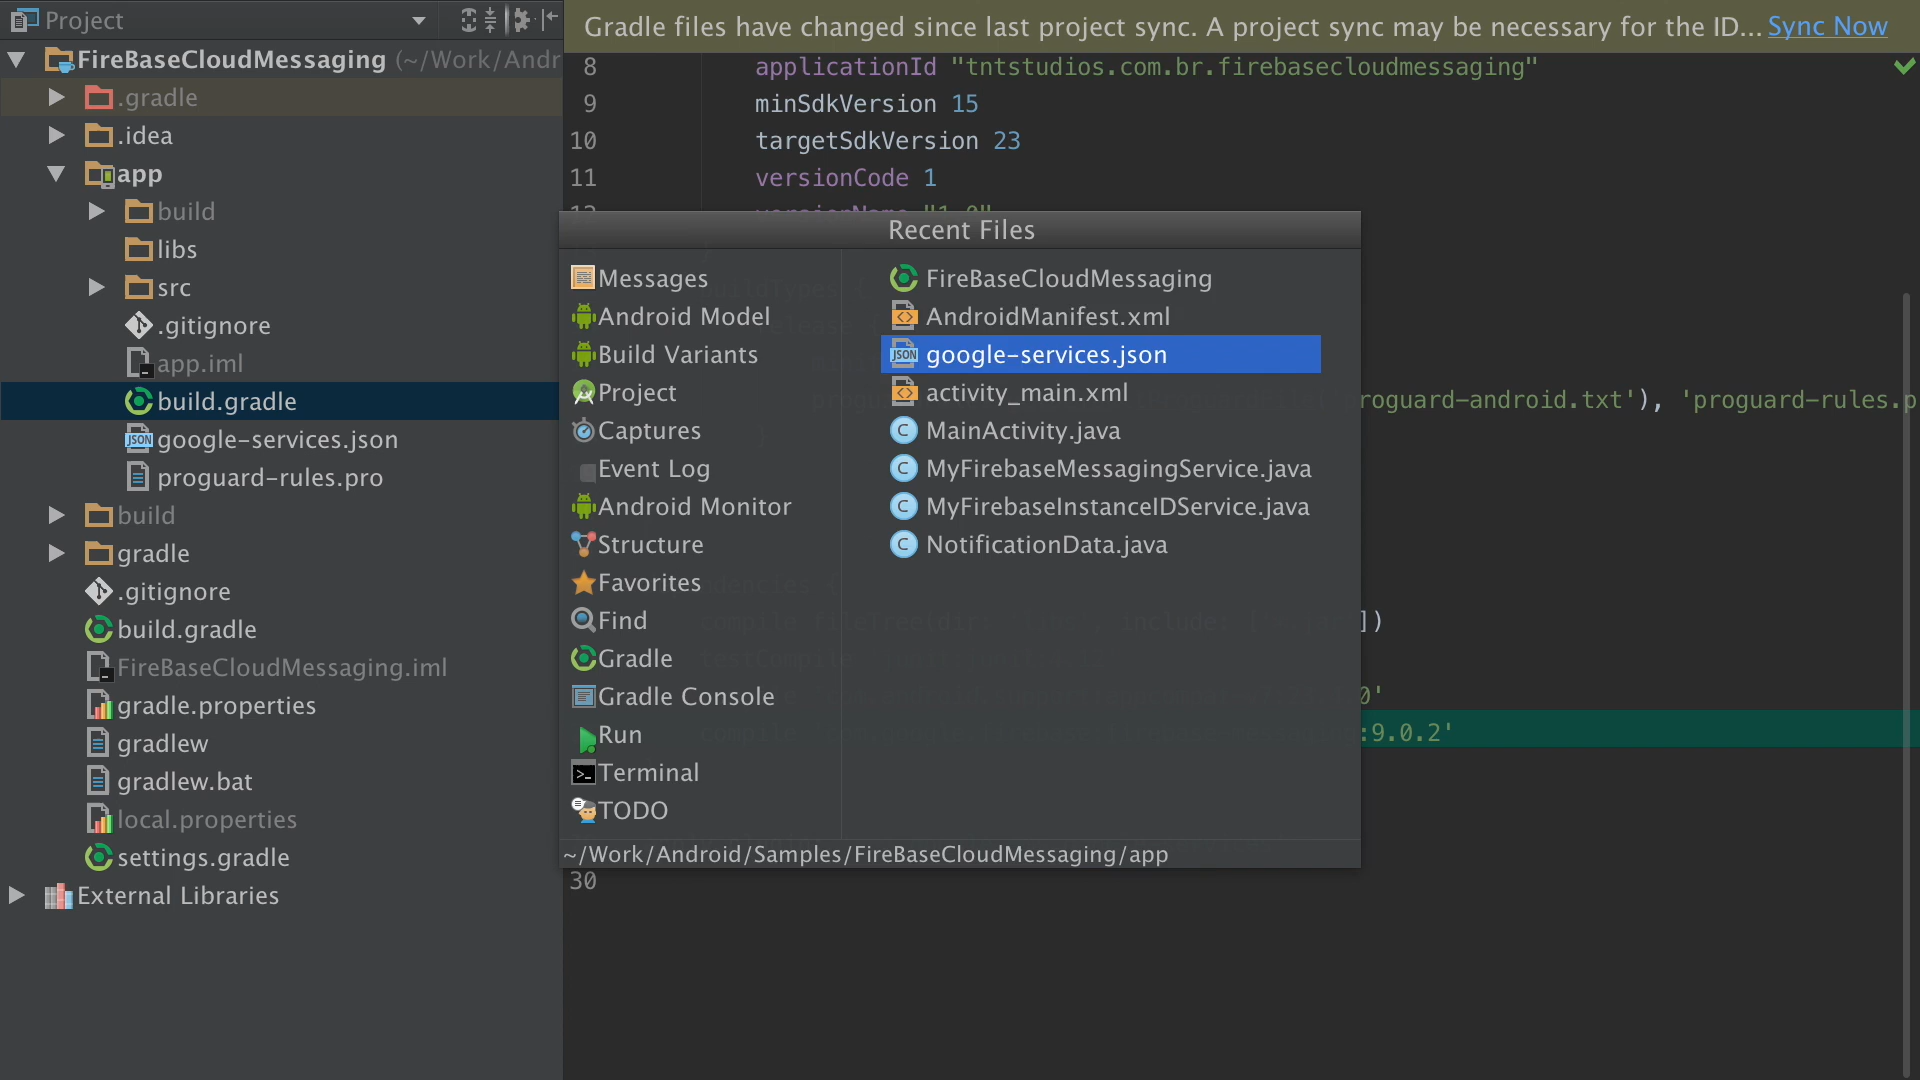 Project
Gradle files have changed since last project sync. A project sync may be necessary for the ID... Sync Now
FireBaseCloudMessaging (~/Work/Andr
.gradle
.idea
app
build
libs
src
.gitignore
app.iml
build.gradle
google-services.json
proguard-rules.pro
build
gradle
.gitignore
build.gradle
FireBaseCloudMessaging.iml
gradle.properties
gradlew
gradlew.bat
local.properties
settings.gradle
External Libraries
8 applicationId "tntstudios.com.br.firebasecloudmessaging"
9 minSdkVersion 15
10 targetSdkVersion 23
11 versionCode 1
12 versionName "1.0"
Recent Files
Messages
Android Model
Build Variants
Project
Captures
Event Log
Android Monitor
Structure
Favorites
Find
Gradle
Gradle Console
Run
Terminal
TODO
FireBaseCloudMessaging
AndroidManifest.xml
google-services.json
activity_main.xml
MainActivity.java
MyFirebaseMessagingService.java
MyFirebaseInstanceIDService.java
NotificationData.java
~/Work/Android/Samples/FireBaseCloudMessaging/app
roguard-android.txt'), 'proguard-rules.p
])
0'
:9.0.2'
30